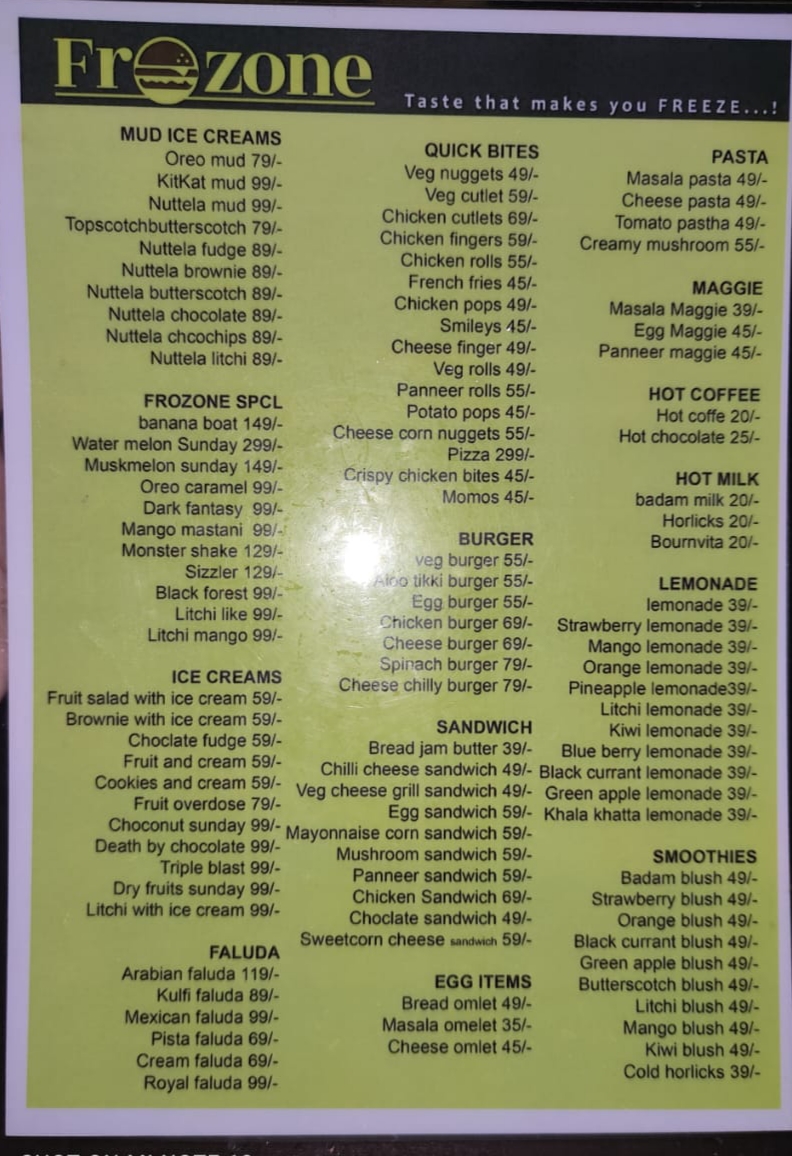 Frozone
Taste that makes you FREEZE...!
MUD ICE CREAMS
Oreo mud 79/-
KitKat mud 99/-
Nuttela mud 99/-
Topscotchbutterscotch 79/-
Nuttela fudge 89/-
Nuttela brownie 89/-
Nuttela butterscotch 89/-
Nuttela chocolate 89/-
Nuttela chcochips 89/-
Nuttela litchi 89/-
FROZONE SPCL
banana boat 149/-
Water melon Sunday 299/-
Muskmelon sunday 149/-
Oreo caramel 99/-
Dark fantasy 99/-
Mango mastani 99/-
Monster shake 129/-
Sizzler 129/-
Black forest 99/-
Litchi like 99/-
Litchi mango 99/-
ICE CREAMS
Fruit salad with ice cream 59/-
Brownie with ice cream 59/-
Choclate fudge 59/-
Fruit and cream 59/-
Cookies and cream 59/-
Fruit overdose 79/-
Choconut sunday 99/-
Death by chocolate 99/-
Triple blast 99/-
Dry fruits sunday 99/-
Litchi with ice cream 99/-
FALUDA
Arabian faluda 119/-
Kulfi faluda 89/-
Mexican faluda 99/-
Pista faluda 69/-
Cream faluda 69/-
Royal faluda 99/-
QUICK BITES
Veg nuggets 49/-
Veg cutlet 59/-
Chicken cutlets 69/-
Chicken fingers 59/-
Chicken rolls 55/-
French fries 45/-
Chicken pops 49/-
Smileys 45/-
Cheese finger 49/-
Veg rolls 49/-
Panneer rolls 55/-
Potato pops 45/-
Cheese corn nuggets 55/-
Pizza 299/-
Crispy chicken bites 45/-
Momos 45/-
BURGER
veg burger 55/-
Aloo tikki burger 55/-
Egg burger 55/-
Chicken burger 69/-
Cheese burger 69/-
Spinach burger 79/-
Cheese chilly burger 79/-
SANDWICH
Bread jam butter 39/-
Chilli cheese sandwich 49/-
Veg cheese grill sandwich 49/-
Egg sandwich 59/-
Mayonnaise corn sandwich 59/-
Mushroom sandwich 59/-
Panneer sandwich 59/-
Chicken Sandwich 69/-
Choclate sandwich 49/-
Sweetcorn cheese sandwich 59/-
EGG ITEMS
Bread omlet 49/-
Masala omelet 35/-
Cheese omlet 45/-
PASTA
Masala pasta 49/-
Cheese pasta 49/-
Tomato pastha 49/-
Creamy mushroom 55/-
MAGGIE
Masala Maggie 39/-
Egg Maggie 45/-
Panneer maggie 45/-
HOT COFFEE
Hot coffe 20/-
Hot chocolate 25/-
HOT MILK
badam milk 20/-
Horlicks 20/-
Bournvita 20/-
LEMONADE
lemonade 39/-
Strawberry lemonade 39/-
Mango lemonade 39/-
Orange lemonade 39/-
Pineapple lemonade39/-
Litchi lemonade 39/-
Kiwi lemonade 39/-
Blue berry lemonade 39/-
Black currant lemonade 39/-
Green apple lemonade 39/-
Khala khatta lemonade 39/-
SMOOTHIES
Badam blush 49/-
Strawberry blush 49/-
Orange blush 49/-
Black currant blush 49/-
Green apple blush 49/-
Butterscotch blush 49/-
Litchi blush 49/-
Mango blush 49/-
Kiwi blush 49/-
Cold horlicks 39/-